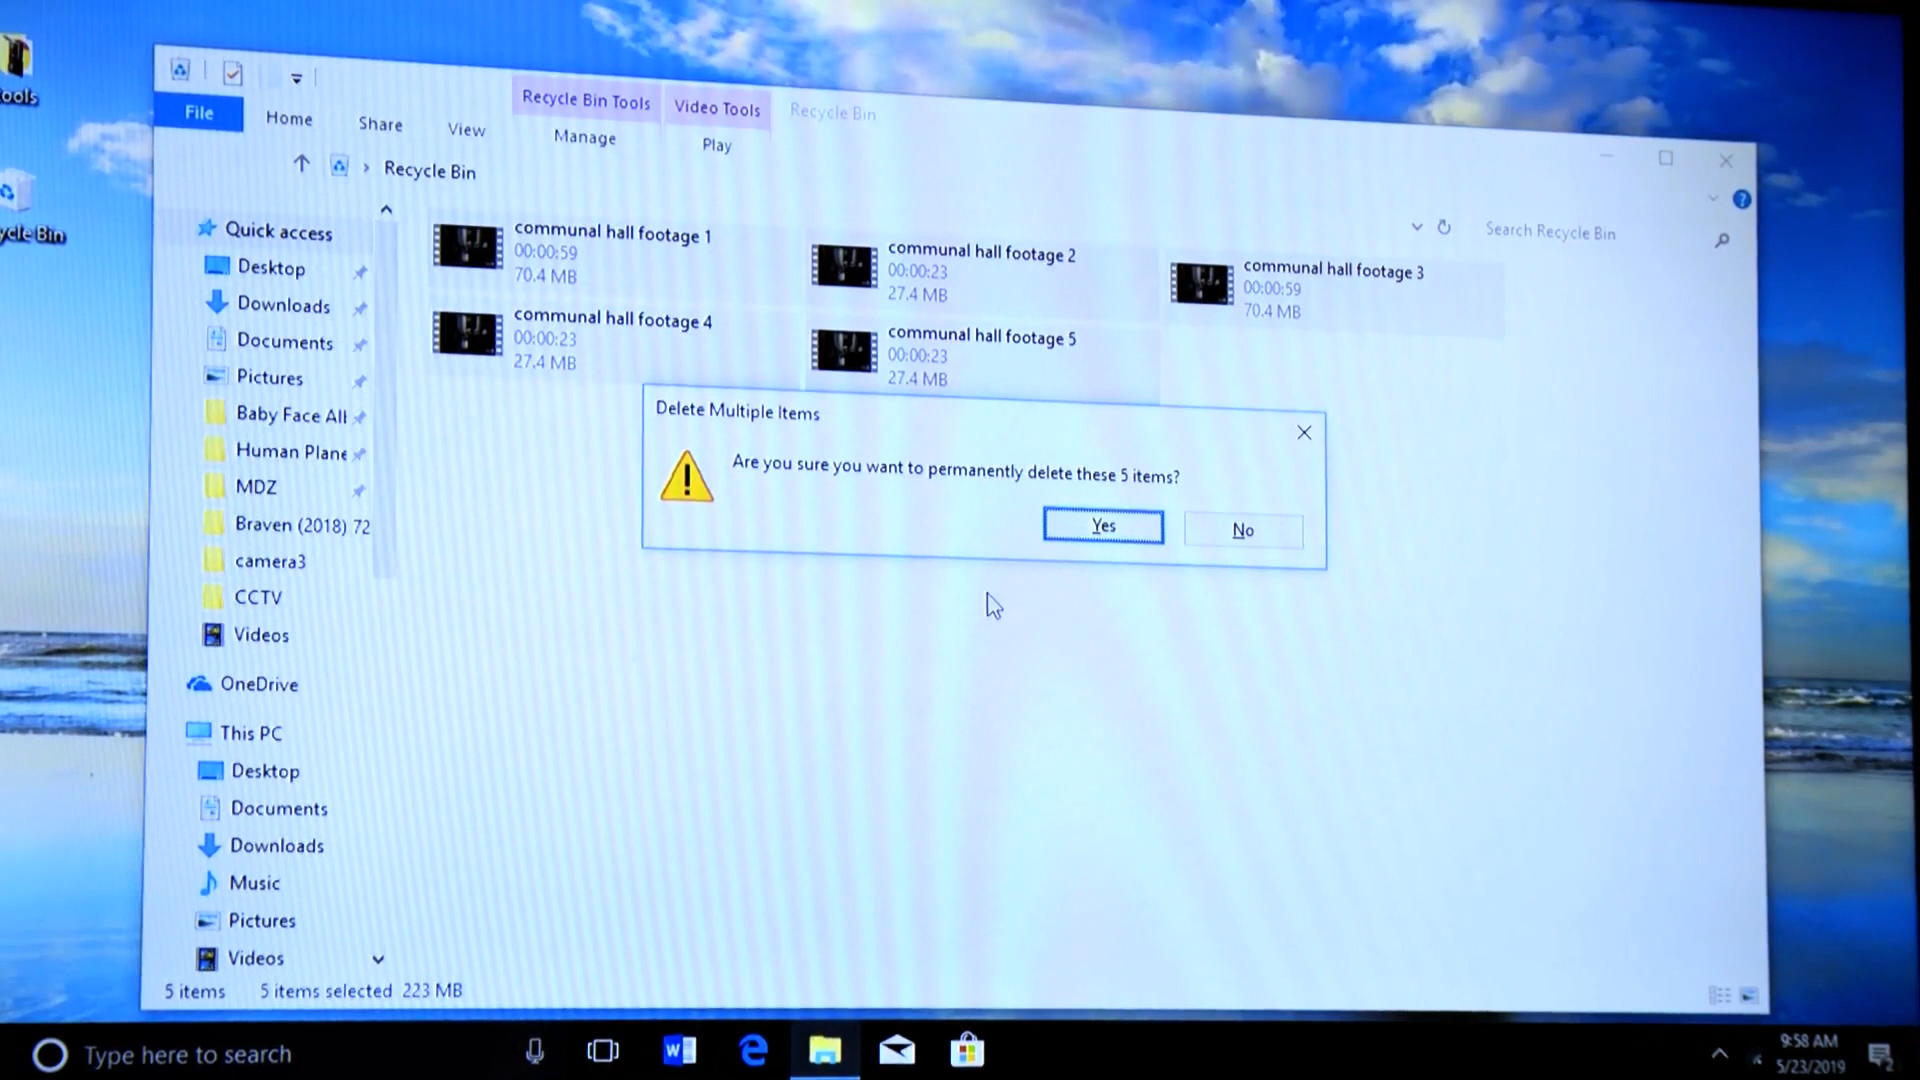 ools
ycle Bin
Recycle Bin Tools
Video Tools
Recycle Bin
File
Home
Share
View
Manage
Play
Recycle Bin
Search Recycle Bin
Quick access
Desktop
Downloads
Documents
Pictures
Baby Face All
Human Plane
MDZ
Braven (2018) 72
camera3
CCTV
Videos
OneDrive
This PC
Desktop
Documents
Downloads
Music
Pictures
Videos
communal hall footage 1
00:00:59
70.4 MB
communal hall footage 2
00:00:23
27.4 MB
communal hall footage 3
00:00:59
70.4 MB
communal hall footage 4
00:00:23
27.4 MB
communal hall footage 5
00:00:23
27.4 MB
Delete Multiple Items
Are you sure you want to permanently delete these 5 items?
Yes
No
5 items 5 items selected 223 MB
Type here to search
9:58 AM
5/23/2019
2